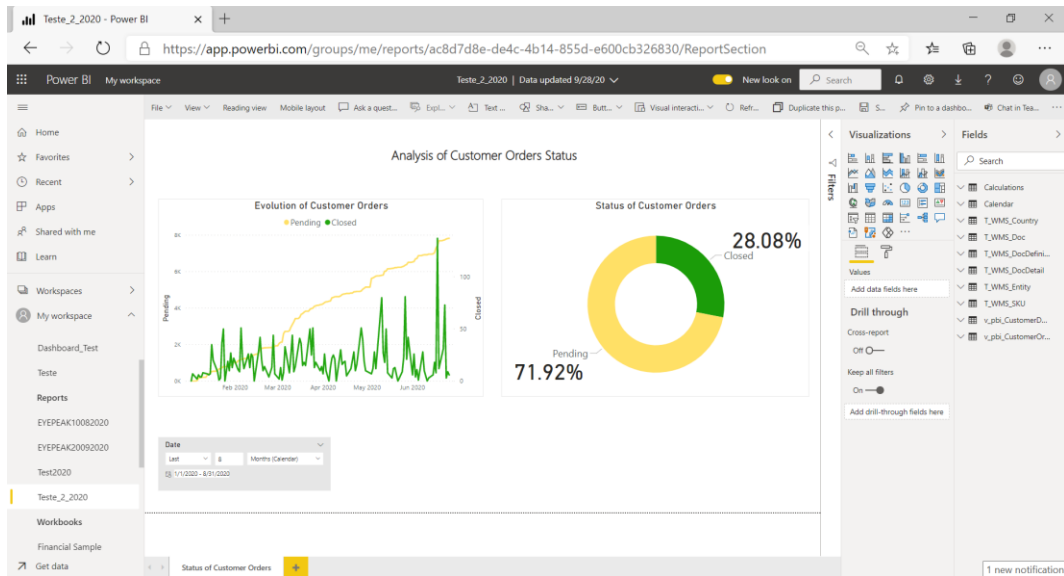 Teste_2_2020 - Power BI
https://app.powerbi.com/groups/me/reports/ac8d7d8e-de4c-4b14-855d-e600cb326830/ReportSection
Power BI My workspace
Teste_2_2020 | Data updated 9/28/20
New look on
Search
File View Reading view Mobile layout Ask a quest... Expl... Text ... Sha... Butt... Visual interacti... Refr... Duplicate this p... S... Pin to a dashbo... Chat in Tea... ...
Home
Favorites
Recent
Apps
Shared with me
Learn
Workspaces
My workspace
Dashboard_Test
Teste
Reports
EYEPEAK10082020
EYEPEAK20092020
Test2020
Teste_2_2020
Workbooks
Financial Sample
Get data
Analysis of Customer Orders Status
Evolution of Customer Orders
Pending Closed
8K
6K
4K
2K
0K
Pending
100
50
0
Closed
Feb 2020 Mar 2020 Apr 2020 May 2020 Jun 2020
Status of Customer Orders
28.08%
Closed
Pending
71.92%
Date
Last 8 Months (Calendar)
1/1/2020 - 8/31/2020
Status of Customer Orders
Filters
Visualizations
Values
Add data fields here
Drill through
Cross-report
Off
Keep all filters
On
Add drill-through fields here
Fields
Search
Calculations
Calendar
T_WMS_Country
T_WMS_Doc
T_WMS_DocDefini...
T_WMS_DocDetail
T_WMS_Entity
T_WMS_SKU
v_pbi_CustomerD...
v_pbi_CustomerOr...
1 new notification